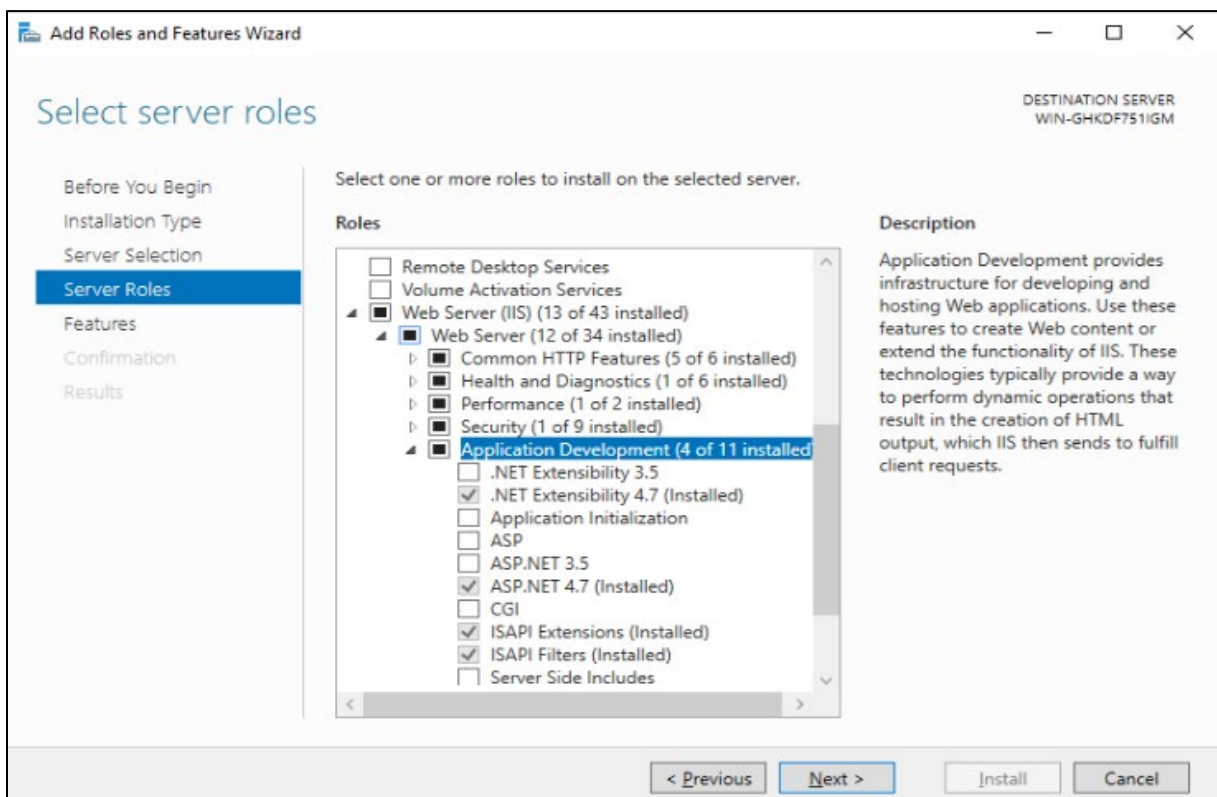 Add Roles and Features Wizard
Select server roles
DESTINATION SERVER
WIN-GHKDF751IGM
Before You Begin
Installation Type
Server Selection
Server Roles
Features
Confirmation
Results
Select one or more roles to install on the selected server.
Roles
Remote Desktop Services
Volume Activation Services
Web Server (IIS) (13 of 43 installed)
Web Server (12 of 34 installed)
Common HTTP Features (5 of 6 installed)
Health and Diagnostics (1 of 6 installed)
Performance (1 of 2 installed)
Security (1 of 9 installed)
Application Development (4 of 11 installed
.NET Extensibility 3.5
.NET Extensibility 4.7 (Installed)
Application Initialization
ASP
ASP.NET 3.5
ASP.NET 4.7 (Installed)
CGI
ISAPI Extensions (Installed)
ISAPI Filters (Installed)
Server Side Includes
Description
Application Development provides
infrastructure for developing and
hosting Web applications. Use these
features to create Web content or
extend the functionality of IIS. These
technologies typically provide a way
to perform dynamic operations that
result in the creation of HTML
output, which IIS then sends to fulfill
client requests.
< Previous
Next >
Install
Cancel